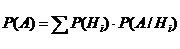 P(A) = ∑ P(Hᵢ) · P(A/Hᵢ)